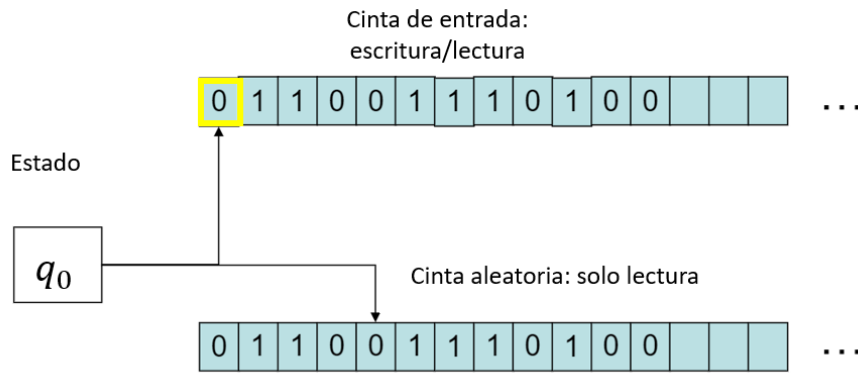 Cinta de entrada:
escritura/lectura
0 1 1 0 0 1 1 1 0 1 0 0 ...
Estado
q₀
Cinta aleatoria: solo lectura
0 1 1 0 0 1 1 1 0 1 0 0 ...